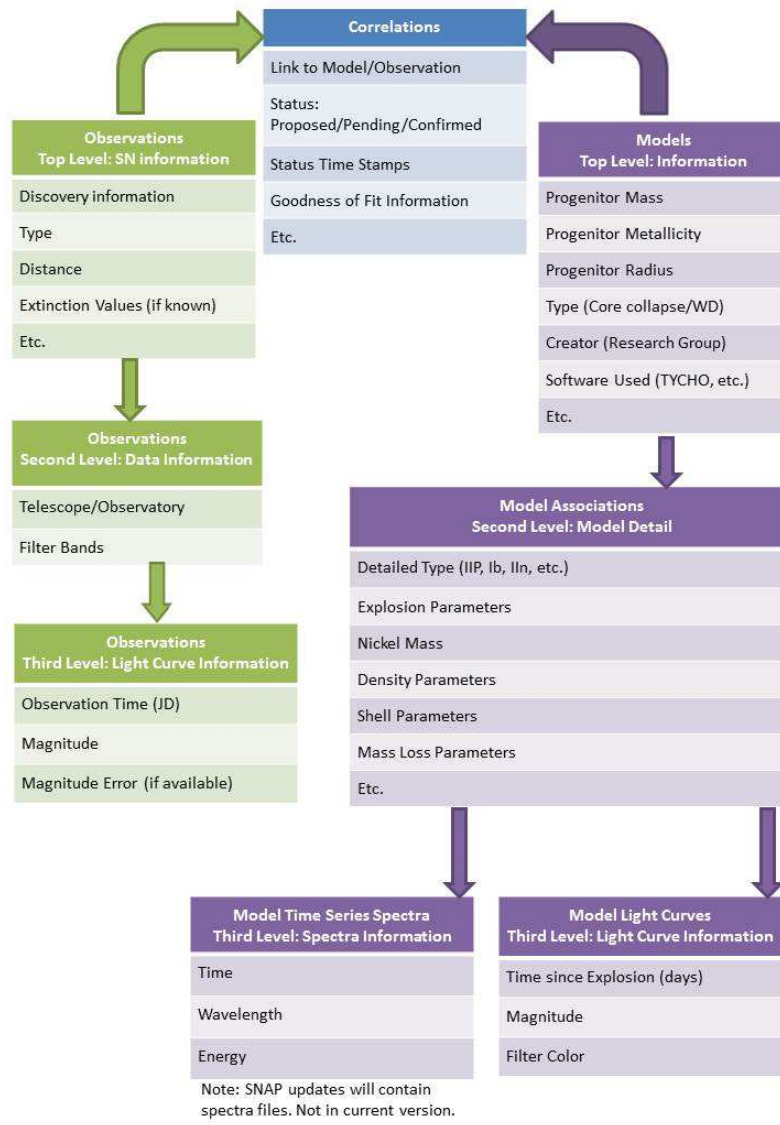 Correlations
Link to Model/Observation
Status:
Proposed/Pending/Confirmed
Status Time Stamps
Goodness of Fit Information
Etc.
Observations
Top Level: SN information
Discovery information
Type
Distance
Extinction Values (if known)
Etc.
Observations
Second Level: Data Information
Telescope/Observatory
Filter Bands
Observations
Third Level: Light Curve Information
Observation Time (JD)
Magnitude
Magnitude Error (if available)
Models
Top Level: Information
Progenitor Mass
Progenitor Metallicity
Progenitor Radius
Type (Core collapse/WD)
Creator (Research Group)
Software Used (TYCHO, etc.)
Etc.
Model Associations
Second Level: Model Detail
Detailed Type (IIP, Ib, IIn, etc.)
Explosion Parameters
Nickel Mass
Density Parameters
Shell Parameters
Mass Loss Parameters
Etc.
Model Time Series Spectra
Third Level: Spectra Information
Time
Wavelength
Energy
Note: SNAP updates will contain
spectra files. Not in current version.
Model Light Curves
Third Level: Light Curve Information
Time since Explosion (days)
Magnitude
Filter Color